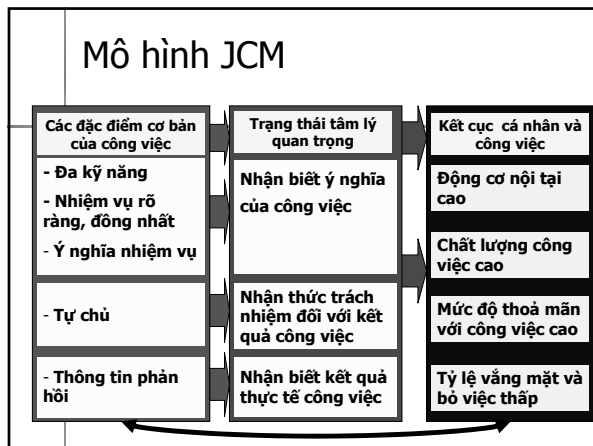 Mô hình JCM
Các đặc điểm cơ bản
của công việc
- Đa kỹ năng
- Nhiệm vụ rõ
ràng, đồng nhất
- Ý nghĩa nhiệm vụ
- Tự chủ
- Thông tin phản
hồi
Trạng thái tâm lý
quan trọng
Nhận biết ý nghĩa
của công việc
Nhận thức trách
nhiệm đối với kết
quả công việc
Nhận biết kết quả
thực tế công việc
Kết cục cá nhân và
công việc
Động cơ nội tại
cao
Chất lượng công
việc cao
Mức độ thoả mãn
với công việc cao
Tỷ lệ vắng mặt và
bỏ việc thấp